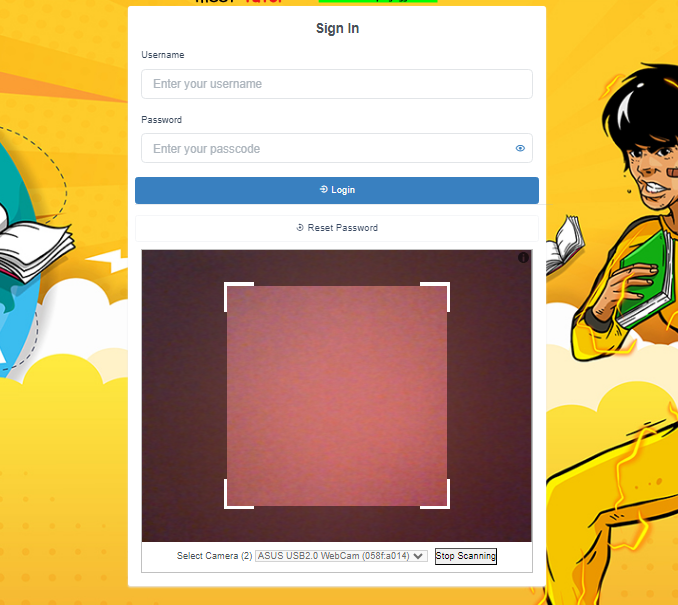 Sign In
Username
Enter your username
Password
Enter your passcode
Login
Reset Password
Select Camera (2) ASUS USB2.0 WebCam (058f:a014) Stop Scanning